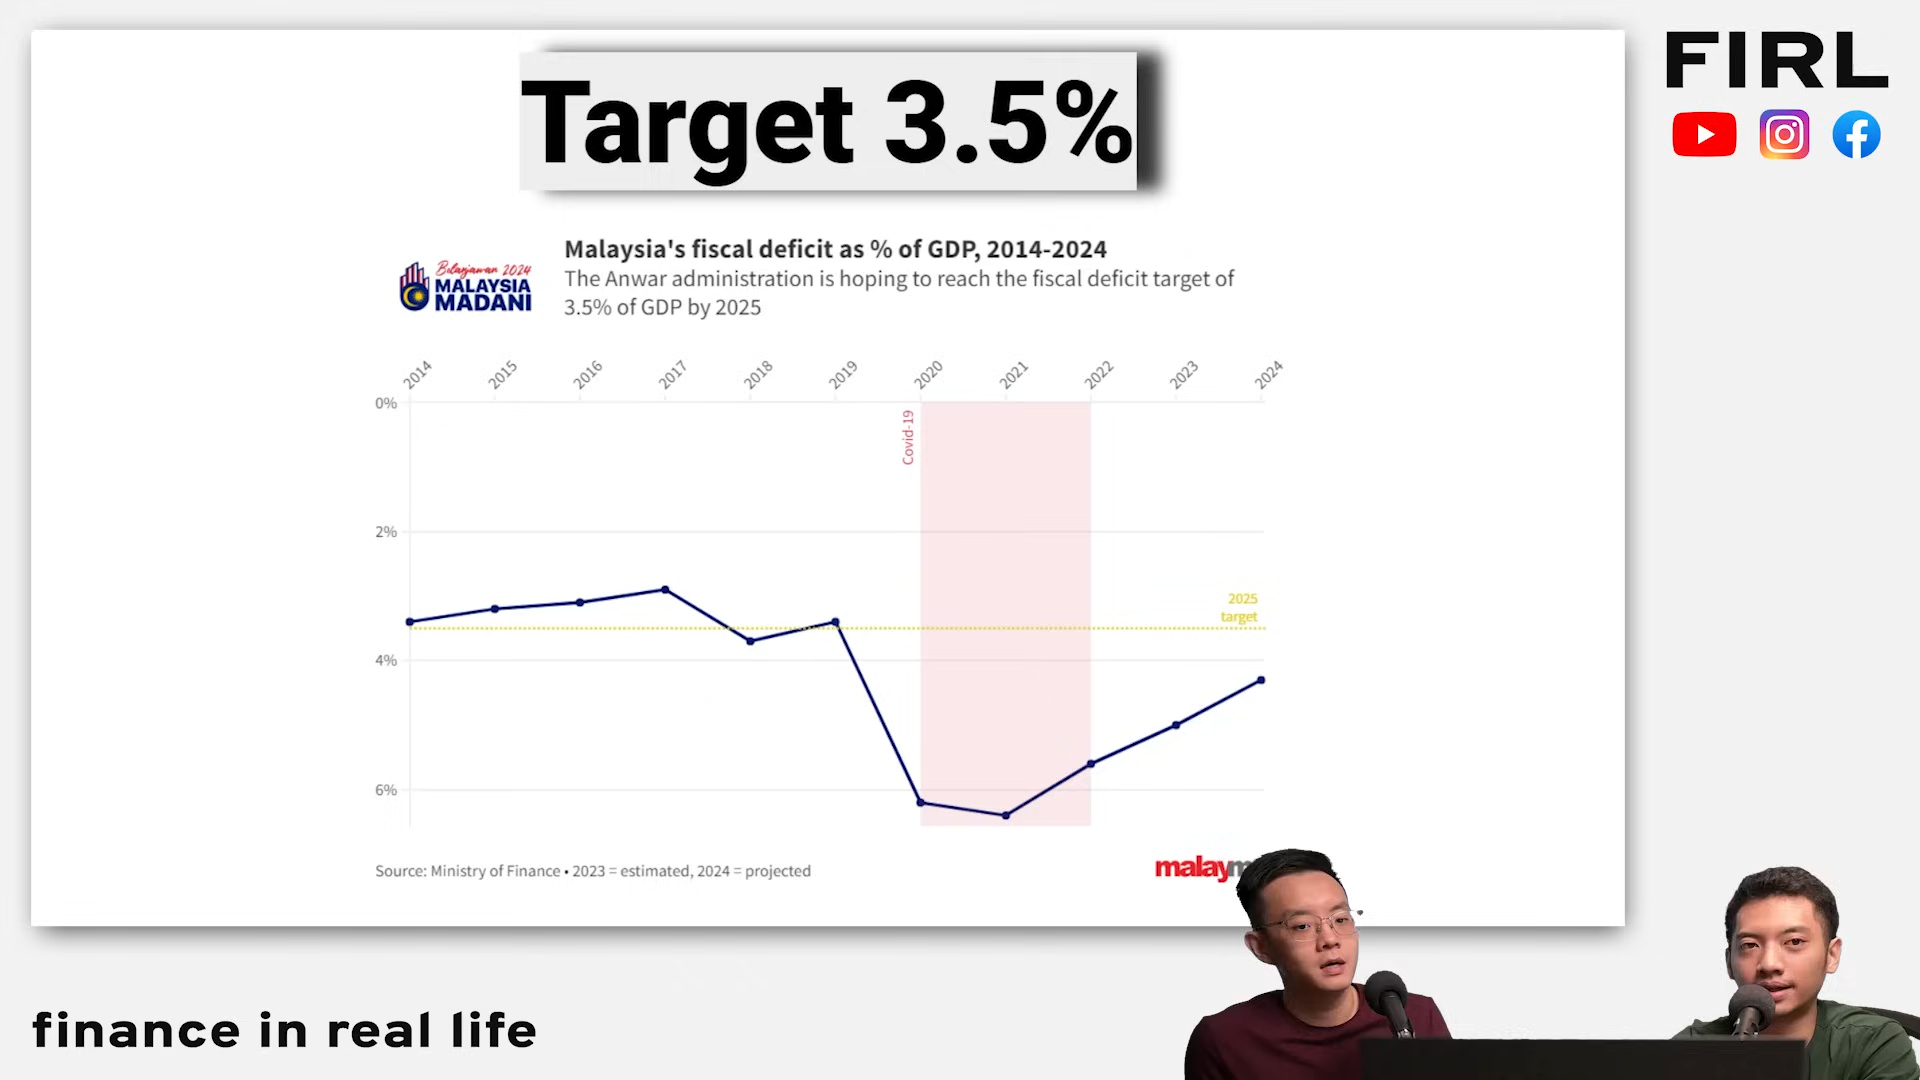 Target 3.5%
FIRL
Malaysia's fiscal deficit as % of GDP, 2014-2024
The Anwar administration is hoping to reach the fiscal deficit target of
3.5% of GDP by 2025
Belanjawan 2024
MALAYSIA
MADANI
2014 2015 2016 2017 2018 2019 2020 2021 2022 2023 2024
0%
Covid-19
2%
2025
target
4%
6%
Source: Ministry of Finance • 2023 = estimated, 2024 = projected
malaym
finance in real life